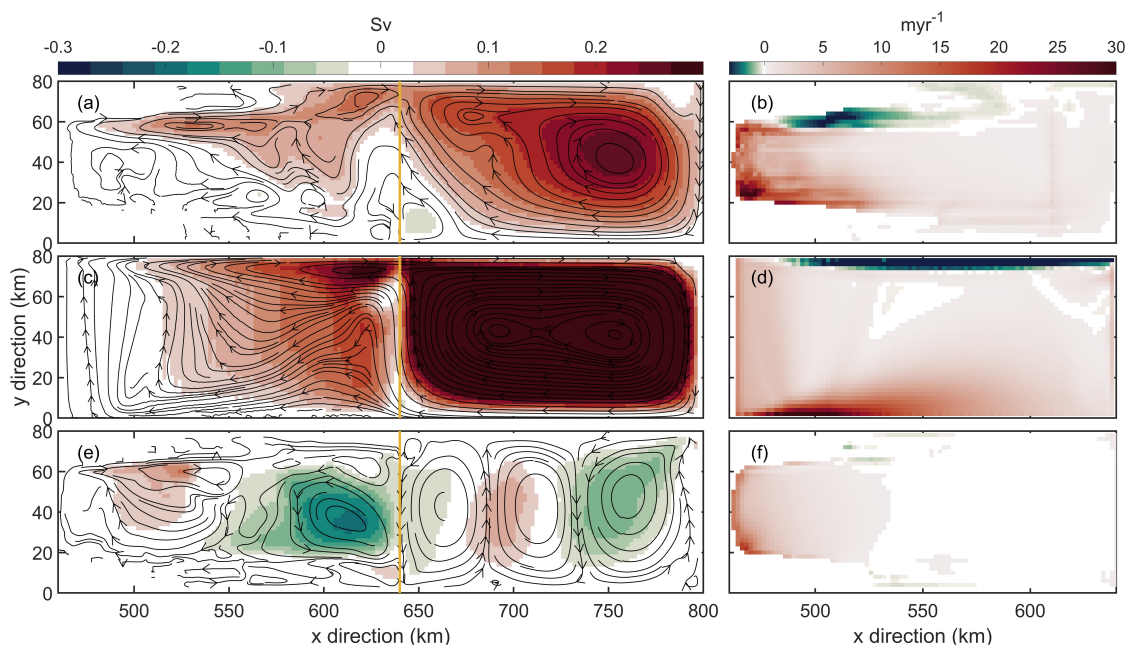 Sv
myr-1
-0.3 -0.2 -0.1 0 0.1 0.2
0 5 10 15 20 25 30
80
60
40
20
0
(a)
(b)
80
60
40
20
0
(c)
(d)
80
60
40
20
0
(e)
(f)
y direction (km)
500 550 600 650 700 750 800
500 600
x direction (km)
x direction (km)